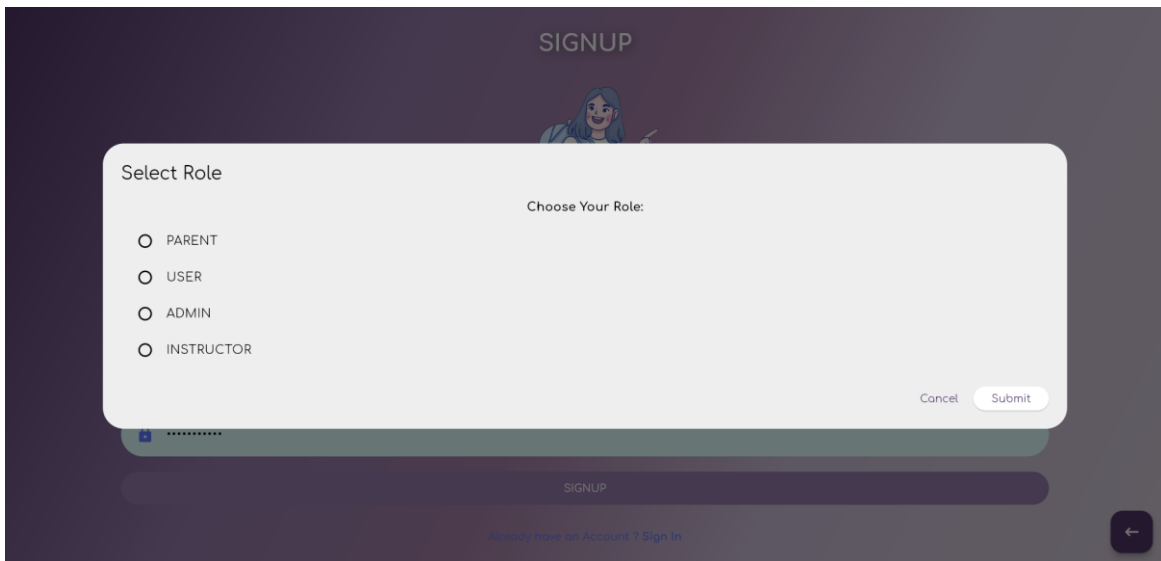 SIGNUP
Select Role
Choose Your Role:
PARENT
USER
ADMIN
INSTRUCTOR
Cancel Submit
SIGNUP
Already have an Account ? Sign In